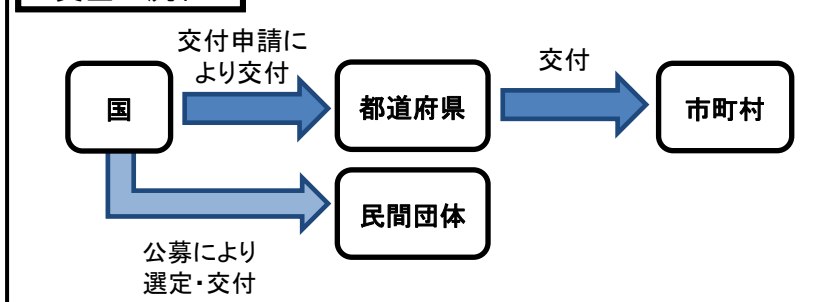 交付申請に
より交付
交付
国
都道府県
市町村
民間団体
公募により
選定・交付